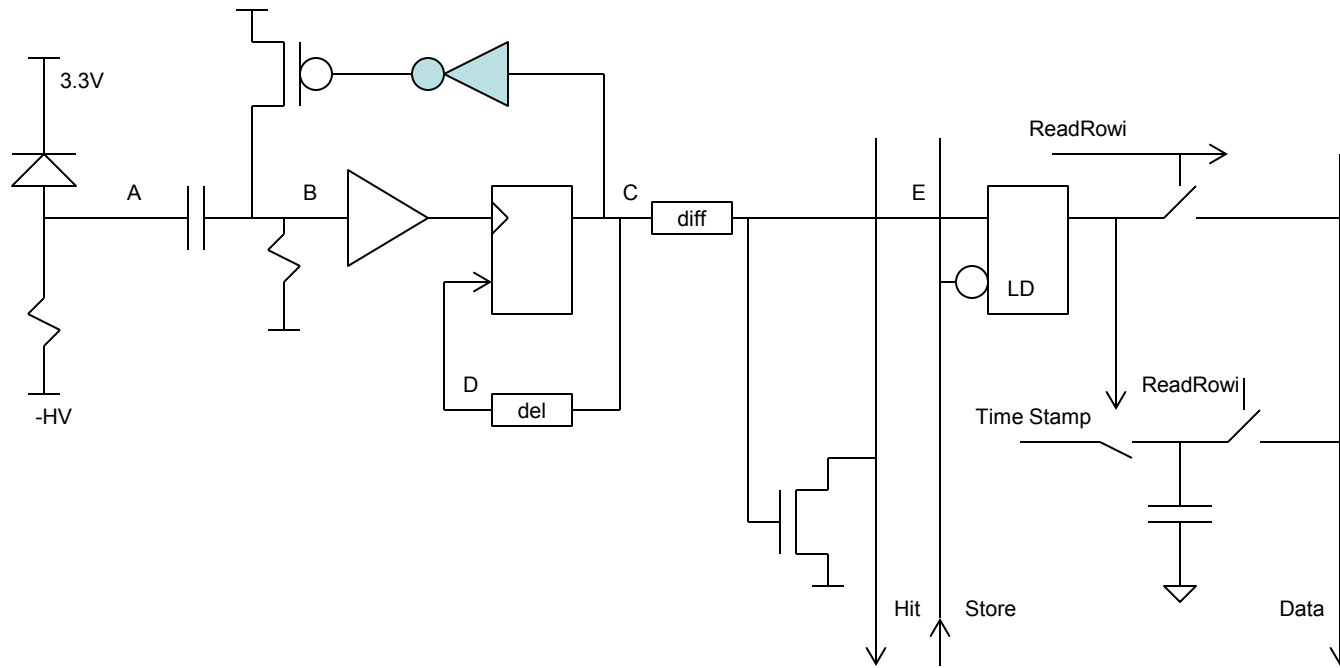 3.3V
ReadRowi
A
B
C
E
diff
LD
D
del
ReadRowi
-HV
Time Stamp
Hit
Store
Data